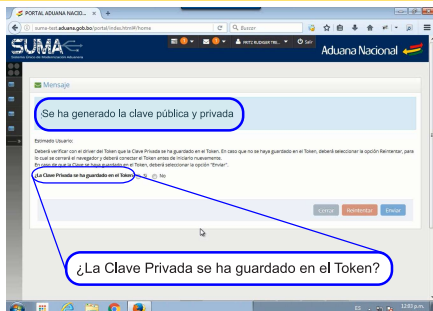 PORTAL ADUANA NACIO...
suma-test.aduana.gob.bo/portal/index.html#/home
Buscar
SUMA
Aduana Nacional
Salir
Mensaje
Se ha generado la clave pública y privada
Estimado Usuario:
Deberá verificar con el driver del Token que la Clave Privada se ha guardado en el Token. En caso que no se haya guardado en ello, deberá seleccionar la opción Reintentar, para
lo cual se cerrará el navegador y deberá conectar el Token antes de iniciarlo nuevamente.
En caso de que la Clave se haya guardado en el Token, deberá seleccionar la opción "Enviar".
¿La Clave Privada se ha guardado en el Token? Si No
Cerrar Reintentar Enviar
¿La Clave Privada se ha guardado en el Token?
ES 12:03 p.m.